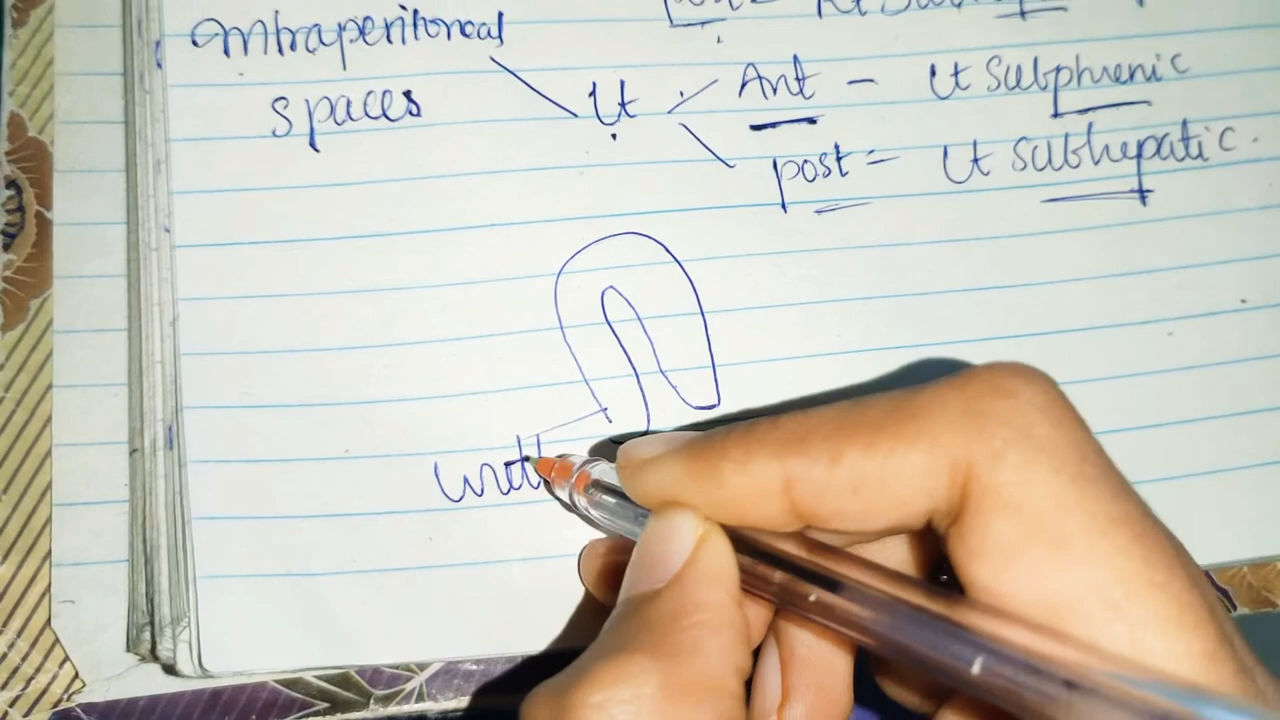 Intraperitoneal
spaces
Lt
Ant - Lt Subphrenic
post = Lt subhepatic.